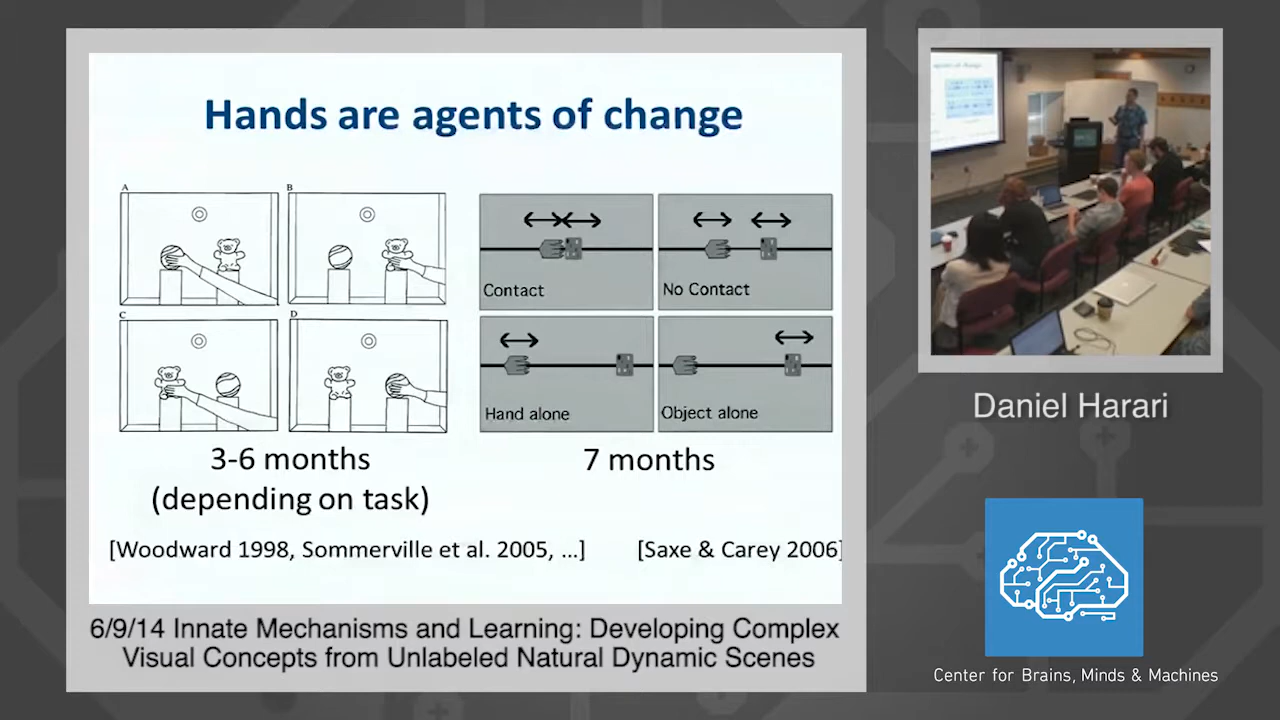 Hands are agents of change
A
B
C
D
Contact
No Contact
Hand alone
Object alone
3-6 months
(depending on task)
7 months
[Woodward 1998, Sommerville et al. 2005, ...]
[Saxe & Carey 2006]
6/9/14 Innate Mechanisms and Learning: Developing Complex
Visual Concepts from Unlabeled Natural Dynamic Scenes
Daniel Harari
Center for Brains, Minds & Machines